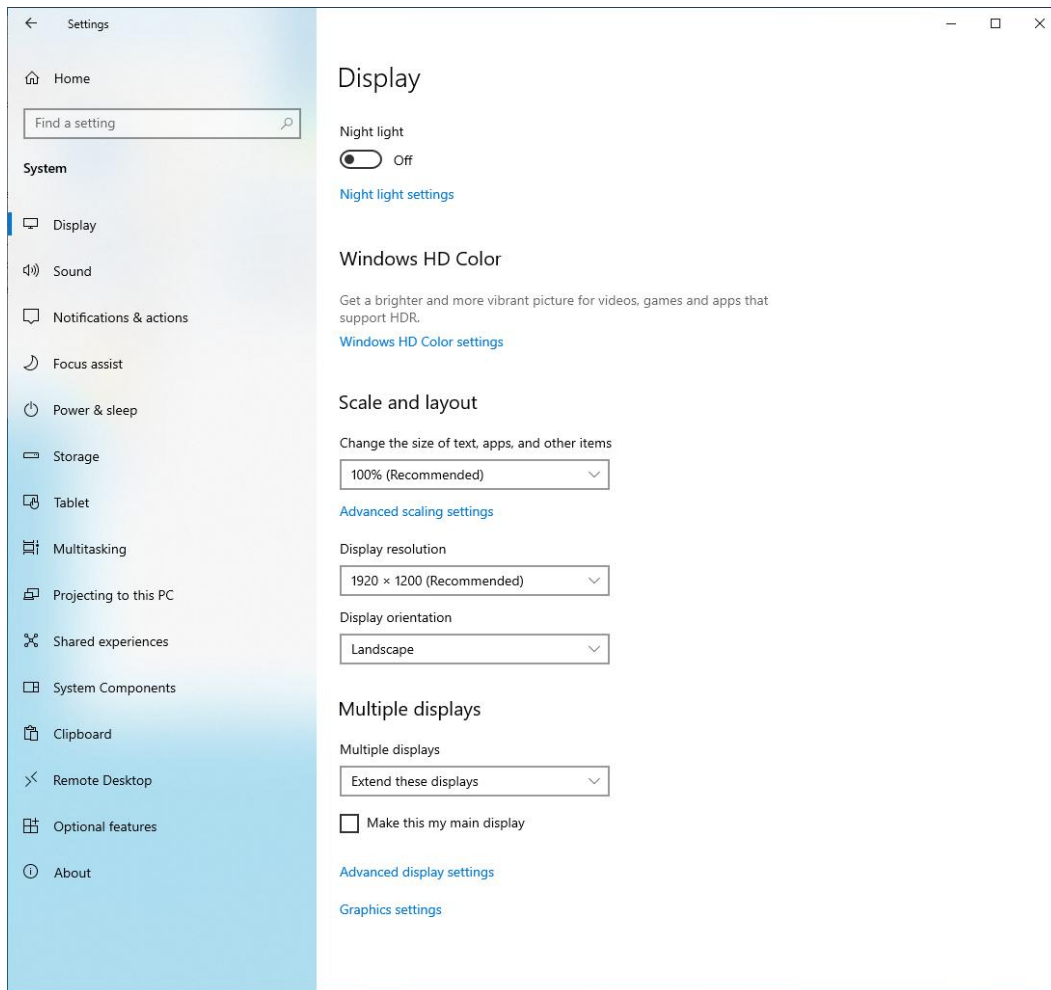 Settings
Home
Find a setting
System
Display
Sound
Notifications & actions
Focus assist
Power & sleep
Storage
Tablet
Multitasking
Projecting to this PC
Shared experiences
System Components
Clipboard
Remote Desktop
Optional features
About
Display
Night light
Off
Night light settings
Windows HD Color
Get a brighter and more vibrant picture for videos, games and apps that
support HDR.
Windows HD Color settings
Scale and layout
Change the size of text, apps, and other items
100% (Recommended)
Advanced scaling settings
Display resolution
1920 × 1200 (Recommended)
Display orientation
Landscape
Multiple displays
Multiple displays
Extend these displays
Make this my main display
Advanced display settings
Graphics settings